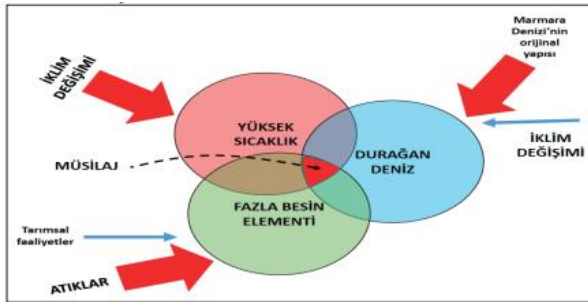 İKLİM
DEĞİŞİMİ
Marmara
Denizi'nin orijinal
yapısı
YÜKSEK
SICAKLIK
DURAĞAN
DENİZ
İKLİM
DEĞİŞİMİ
MÜSİLAJ
FAZLA BESİN
ELEMENTİ
Tarımsal
faaliyetler
ATIKLAR